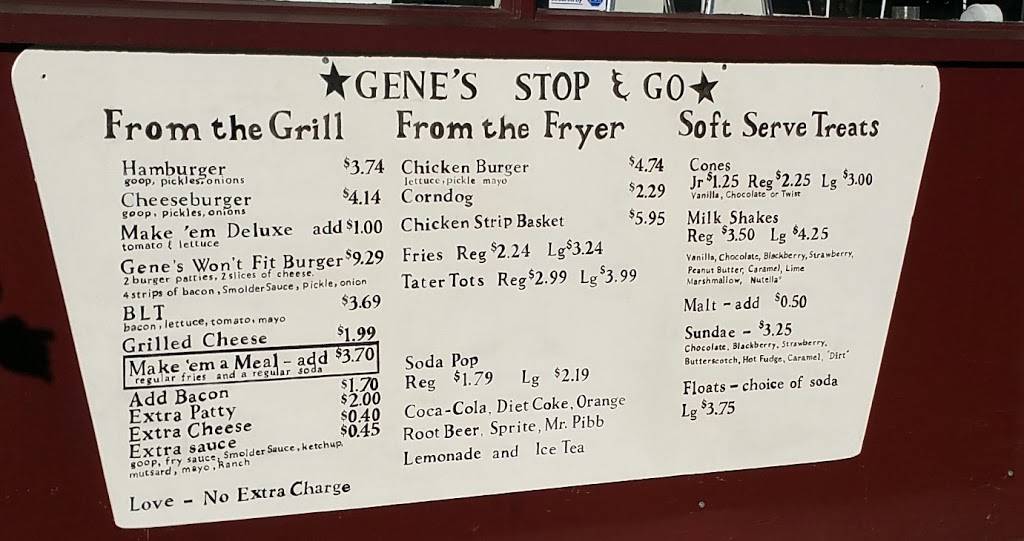 ★GENE'S STOP & GO★
From the Grill
Hamburger $3.74
goop, pickles, onions
Cheeseburger $4.14
goop, pickles, onions
Make 'em Deluxe add $1.00
tomato & lettuce
Gene's Won't Fit Burger $9.29
2 burger patties, 2 slices of cheese.
4 strips of bacon, Smolder Sauce, Pickle, onion
BLT $3.69
bacon, lettuce, tomato, mayo
Grilled Cheese $1.99
Make 'em a Meal - add $3.70
regular fries and a regular soda
Add Bacon $1.70
Extra Patty $2.00
Extra Cheese $0.40
Extra sauce $0.45
goop, fry sauce, Smolder Sauce, ketchup,
mutsard, mayo, Ranch
Love - No Extra Charge
From the Fryer
Chicken Burger $4.74
lettuce, pickle mayo
Corndog $2.29
Chicken Strip Basket $5.95
Fries Reg $2.24 Lg $3.24
Tater Tots Reg $2.99 Lg $3.99
Soda Pop
Reg $1.79 Lg $2.19
Coca-Cola, Diet Coke, Orange
Root Beer, Sprite, Mr. Pibb
Lemonade and Ice Tea
Soft Serve Treats
Cones
Jr $1.25 Reg $2.25 Lg $3.00
Vanilla, Chocolate or Twist
Milk Shakes
Reg $3.50 Lg $4.25
Vanilla, Chocolate, Blackberry, Strawberry,
Peanut Butter, Caramel, Lime
Marshmallow, Nutella
Malt - add $0.50
Sundae - $3.25
Chocolate, Blackberry, Strawberry,
Butterscotch, Hot Fudge, Caramel, "Dirt"
Floats - choice of soda
Lg $3.75